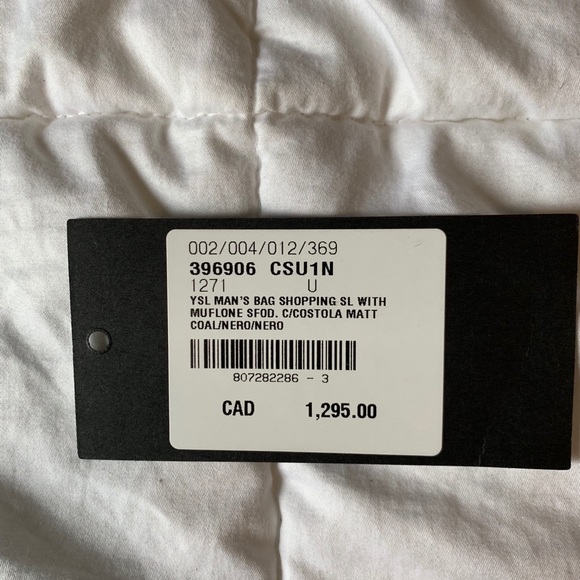 002/004/012/369
396906 CSU1N
1271 U
YSL MAN'S BAG SHOPPING SL WITH
MUFLONE SFOD. C/COSTOLA MATT
COAL/NERO/NERO
807282286 - 3
CAD 1,295.00